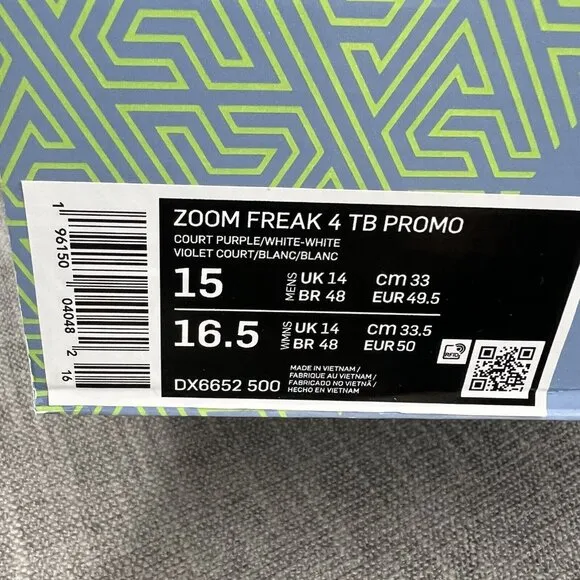 ZOOM FREAK 4 TB PROMO
COURT PURPLE/WHITE-WHITE
VIOLET COURT/BLANC/BLANC
15 MENS UK 14 CM 33
BR 48 EUR 49.5
16.5 WMNS UK 14 CM 33.5
BR 48 EUR 50
DX6652 500
MADE IN VIETNAM /
FABRIQUE AU VIETNAM /
FABRICADO NO VIETNÃ /
HECHO EN VIETNAM
RFID
1 96150 04048 2 16